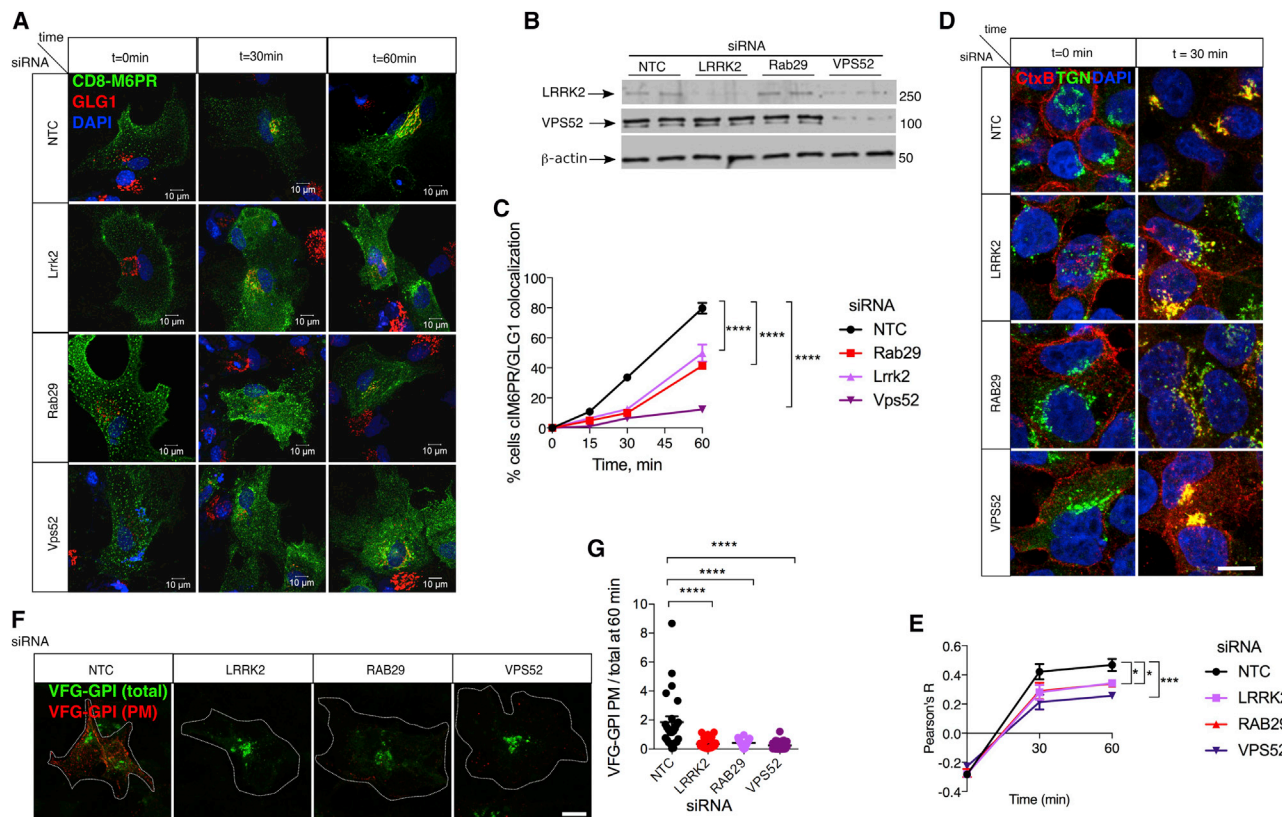 A
time
siRNA
t=0min
t=30min
t=60min
CD8-M6PR
GLG1
DAPI
NTC
10 µm
10 µm
10 µm
Lrrk2
10 µm
10 µm
10 µm
Rab29
10 µm
10 µm
10 µm
Vps52
10 µm
10 µm
10 µm
B
siRNA
NTC LRRK2 Rab29 VPS52
LRRK2
250
VPS52
100
β-actin
50
C
% cells ciM6PR/GLG1 colocalization
100
80
60
40
20
0
0 15 30 45 60
Time, min
****
****
****
siRNA
NTC
Rab29
Lrrk2
Vps52
D
time
siRNA
t=0 min
t = 30 min
CtxB TGN DAPI
NTC
LRRK2
RAB29
VPS52
E
Pearson's R
0.6
0.4
0.2
0.0
-0.2
-0.4
30 60
Time (min)
* * ***
siRNA
NTC
LRRK2
RAB29
VPS52
F
siRNA
NTC
LRRK2
RAB29
VPS52
VFG-GPI (total)
VFG-GPI (PM)
G
VFG-GPI PM / total at 60 min
10
8
6
4
2
0
****
****
****
NTC
LRRK2
RAB29
VPS52
siRNA